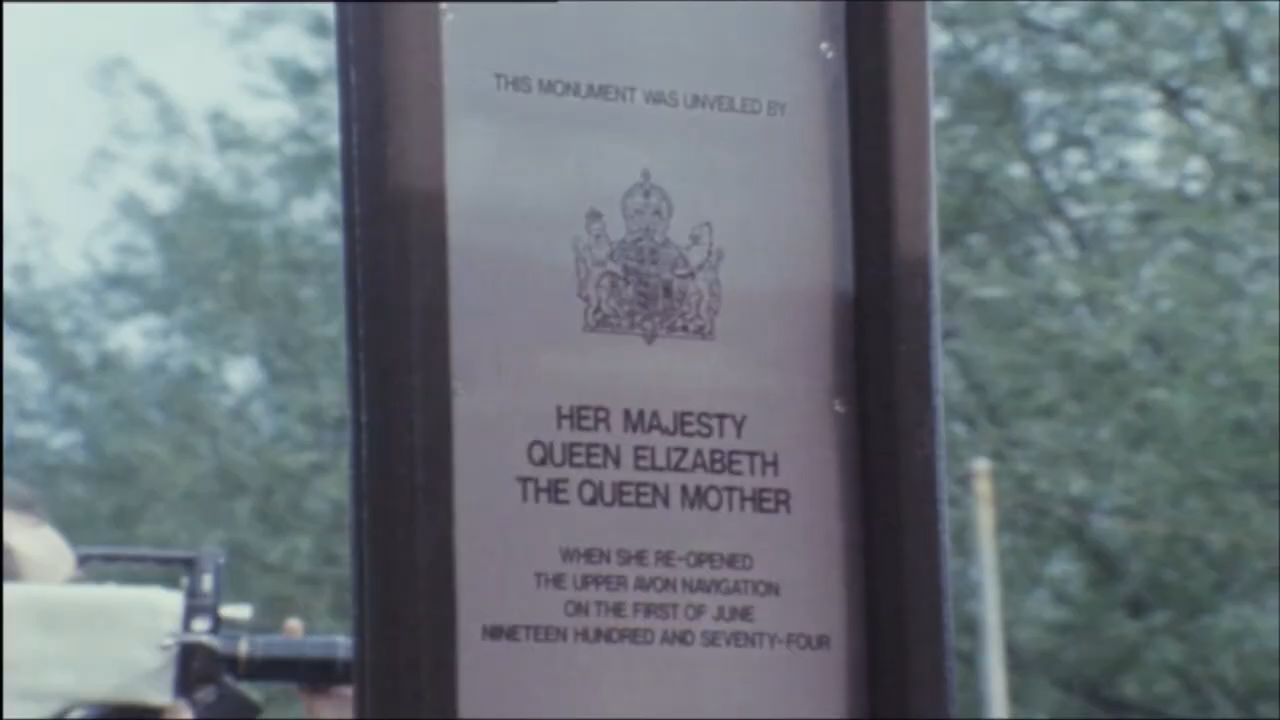 THIS MONUMENT WAS UNVEILED BY
HER MAJESTY
QUEEN ELIZABETH
THE QUEEN MOTHER
WHEN SHE RE-OPENED
THE UPPER AVON NAVIGATION
ON THE FIRST OF JUNE
NINETEEN HUNDRED AND SEVENTY-FOUR